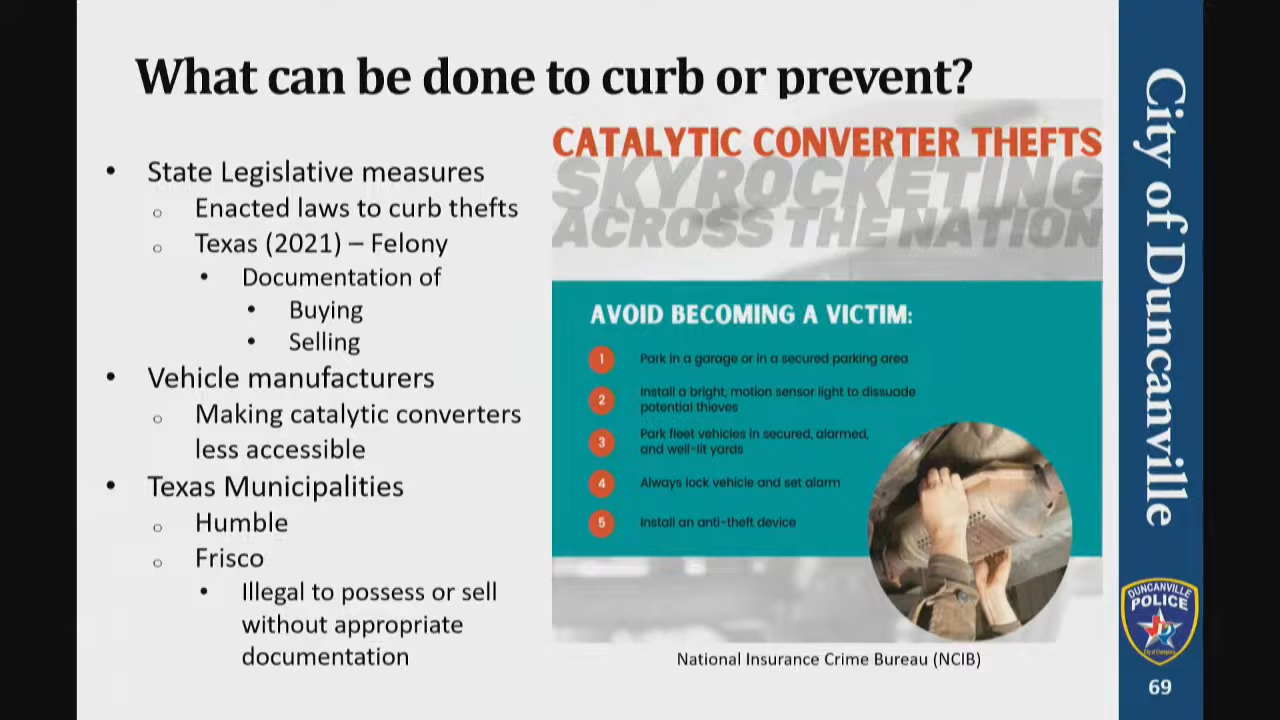 What can be done to curb or prevent?
• State Legislative measures
o Enacted laws to curb thefts
o Texas (2021) – Felony
• Documentation of
• Buying
• Selling
• Vehicle manufacturers
o Making catalytic converters
less accessible
• Texas Municipalities
o Humble
o Frisco
• Illegal to possess or sell
without appropriate
documentation
CATALYTIC CONVERTER THEFTS
SKYROCKETING
ACROSS THE NATION
AVOID BECOMING A VICTIM:
1 Park in a garage or in a secured parking area
2 Install a bright, motion sensor light to dissuade
potential thieves
3 Park fleet vehicles in secured, alarmed,
and well-lit yards
4 Always lock vehicle and set alarm
5 Install an anti-theft device
National Insurance Crime Bureau (NCIB)
City of Duncanville
DUNCANVILLE
POLICE
City of Champions
69